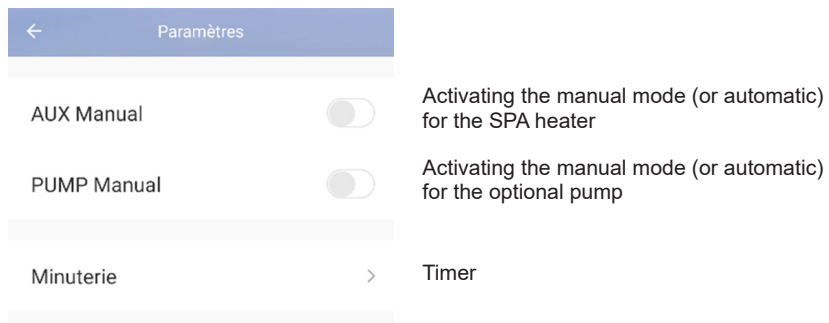 Paramètres
AUX Manual
Activating the manual mode (or automatic)
for the SPA heater
PUMP Manual
Activating the manual mode (or automatic)
for the optional pump
Minuterie
Timer